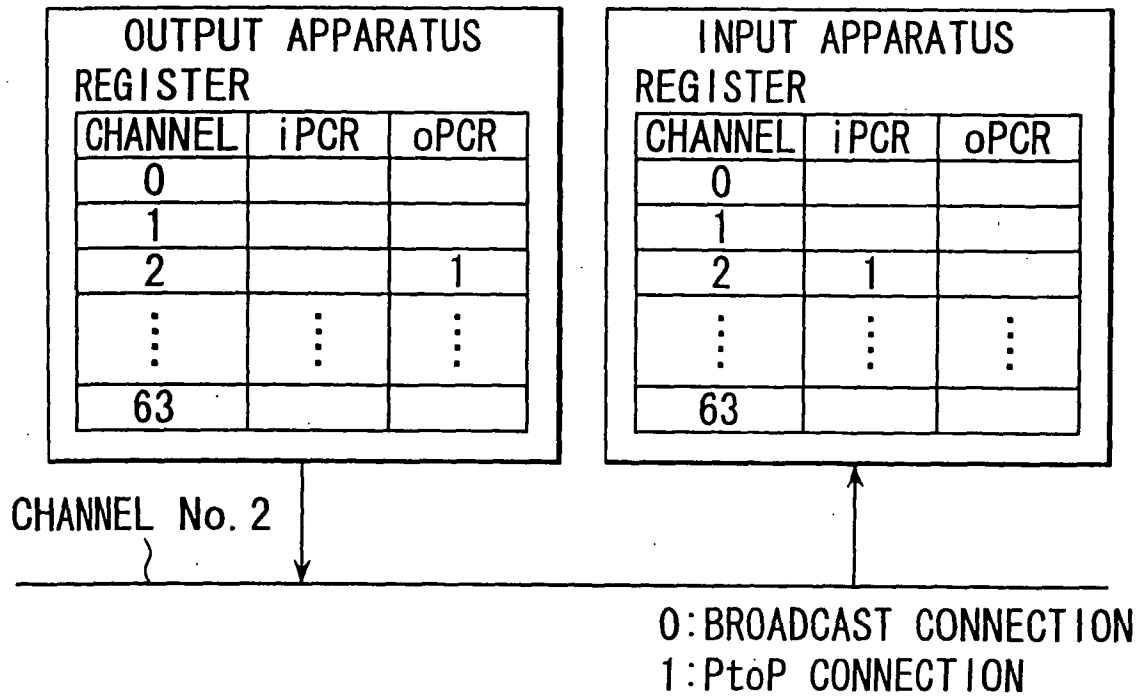 OUTPUT APPARATUS
REGISTER
CHANNEL iPCR oPCR
0
1
2 1
⋮ ⋮ ⋮
63
INPUT APPARATUS
REGISTER
CHANNEL iPCR oPCR
0
1
2 1
⋮ ⋮ ⋮
63
CHANNEL No. 2
0:BROADCAST CONNECTION
1:PtoP CONNECTION